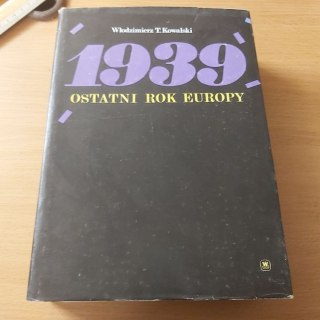 Włodzimierz T. Kowalski
1939
OSTATNI ROK EUROPY